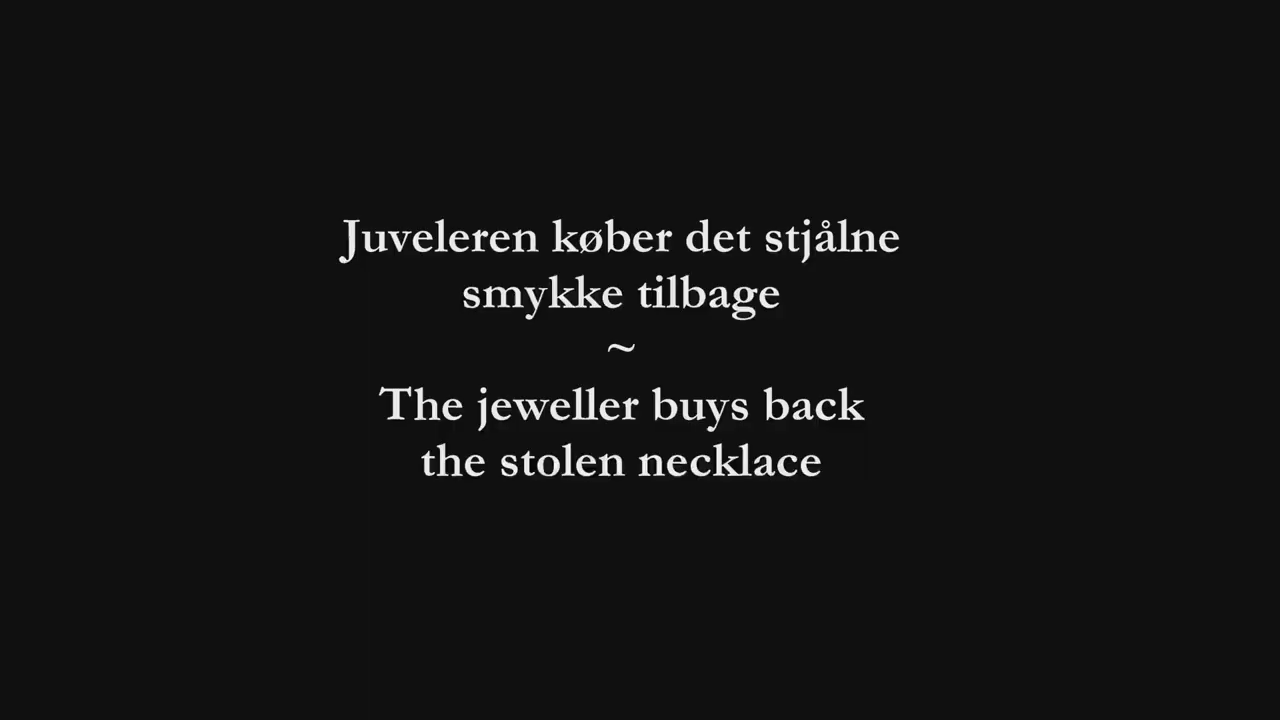 Juveleren køber det stjålne
smykke tilbage
~
The jeweller buys back
the stolen necklace